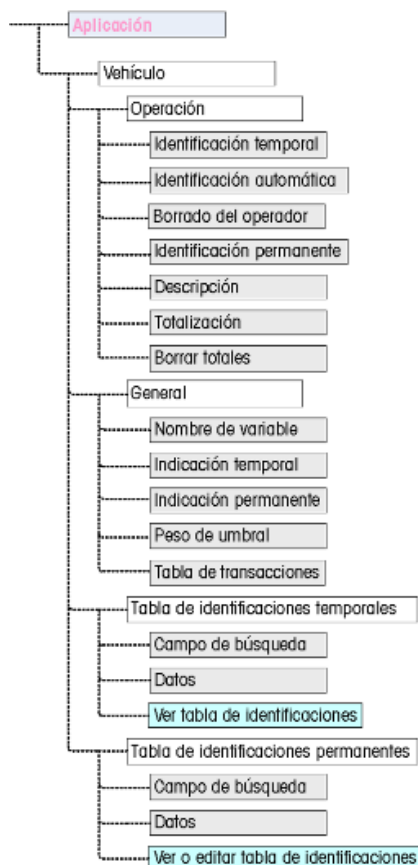 Aplicación
Vehículo
Operación
Identificación temporal
Identificación automática
Borrado del operador
Identificación permanente
Descripción
Totalización
Borrar totales
General
Nombre de variable
Indicación temporal
Indicación permanente
Peso de umbral
Tabla de transacciones
Tabla de identificaciones temporales
Campo de búsqueda
Datos
Ver tabla de identificaciones
Tabla de identificaciones permanentes
Campo de búsqueda
Datos
Ver o editar tabla de identificaciones